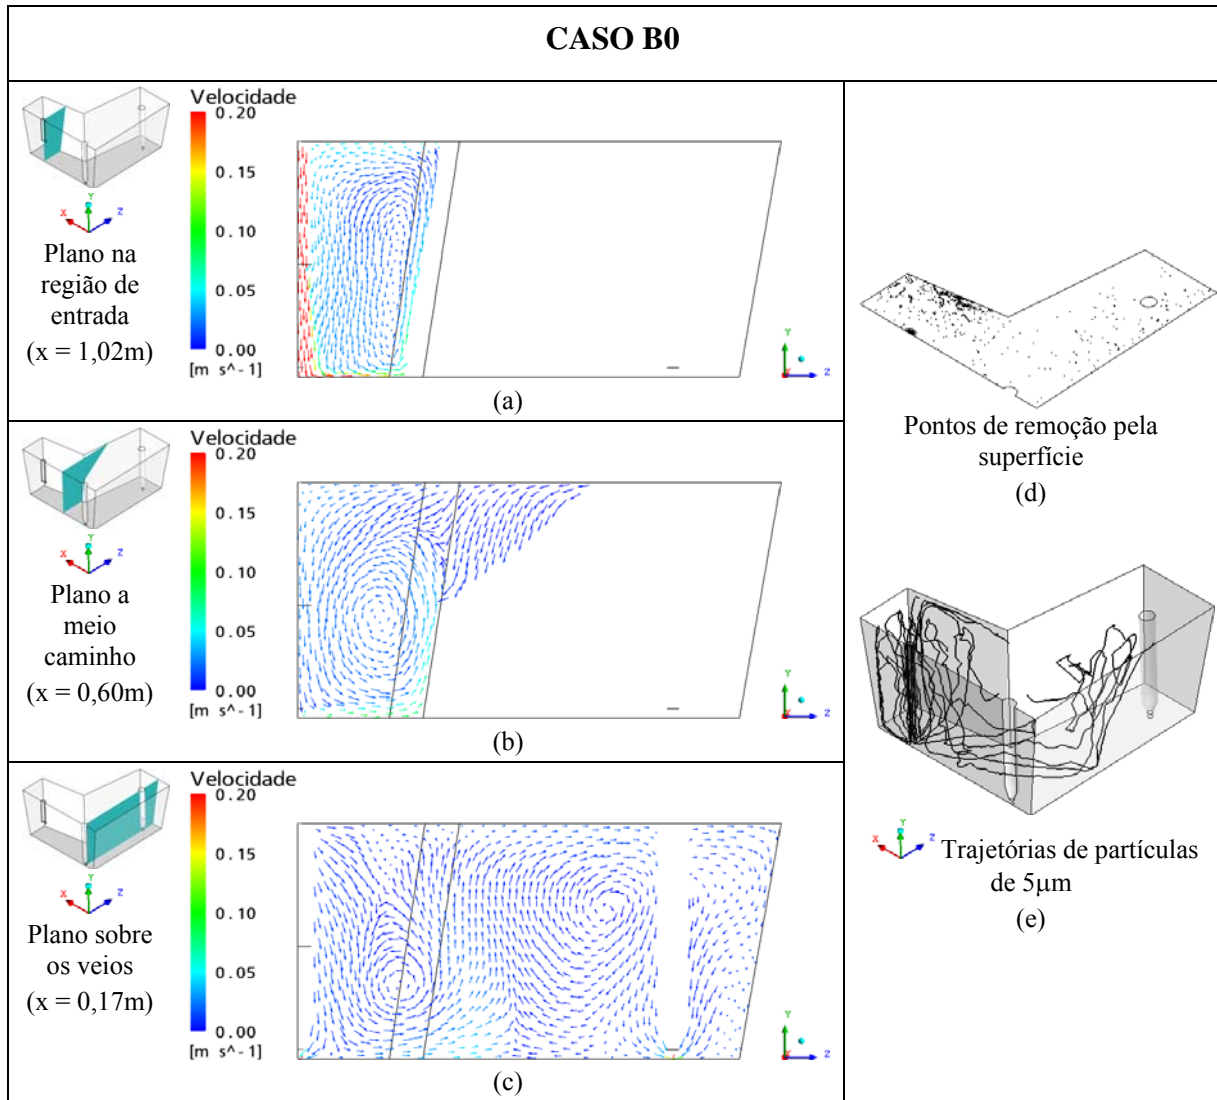 CASO B0
Velocidade
0.20
0.15
0.10
0.05
0.00
[m s^-1]
Y
X
Z
Plano na
região de
entrada
(x = 1,02m)
Y
X
Z
(a)
Velocidade
0.20
0.15
0.10
0.05
0.00
[m s^-1]
Y
X
Z
Plano a
meio
caminho
(x = 0,60m)
Y
X
Z
(b)
Velocidade
0.20
0.15
0.10
0.05
0.00
[m s^-1]
Y
X
Z
Plano sobre
os veios
(x = 0,17m)
Y
X
Z
(c)
Pontos de remoção pela
superfície
(d)
Y
X
Z
Trajetórias de partículas
de 5µm
(e)